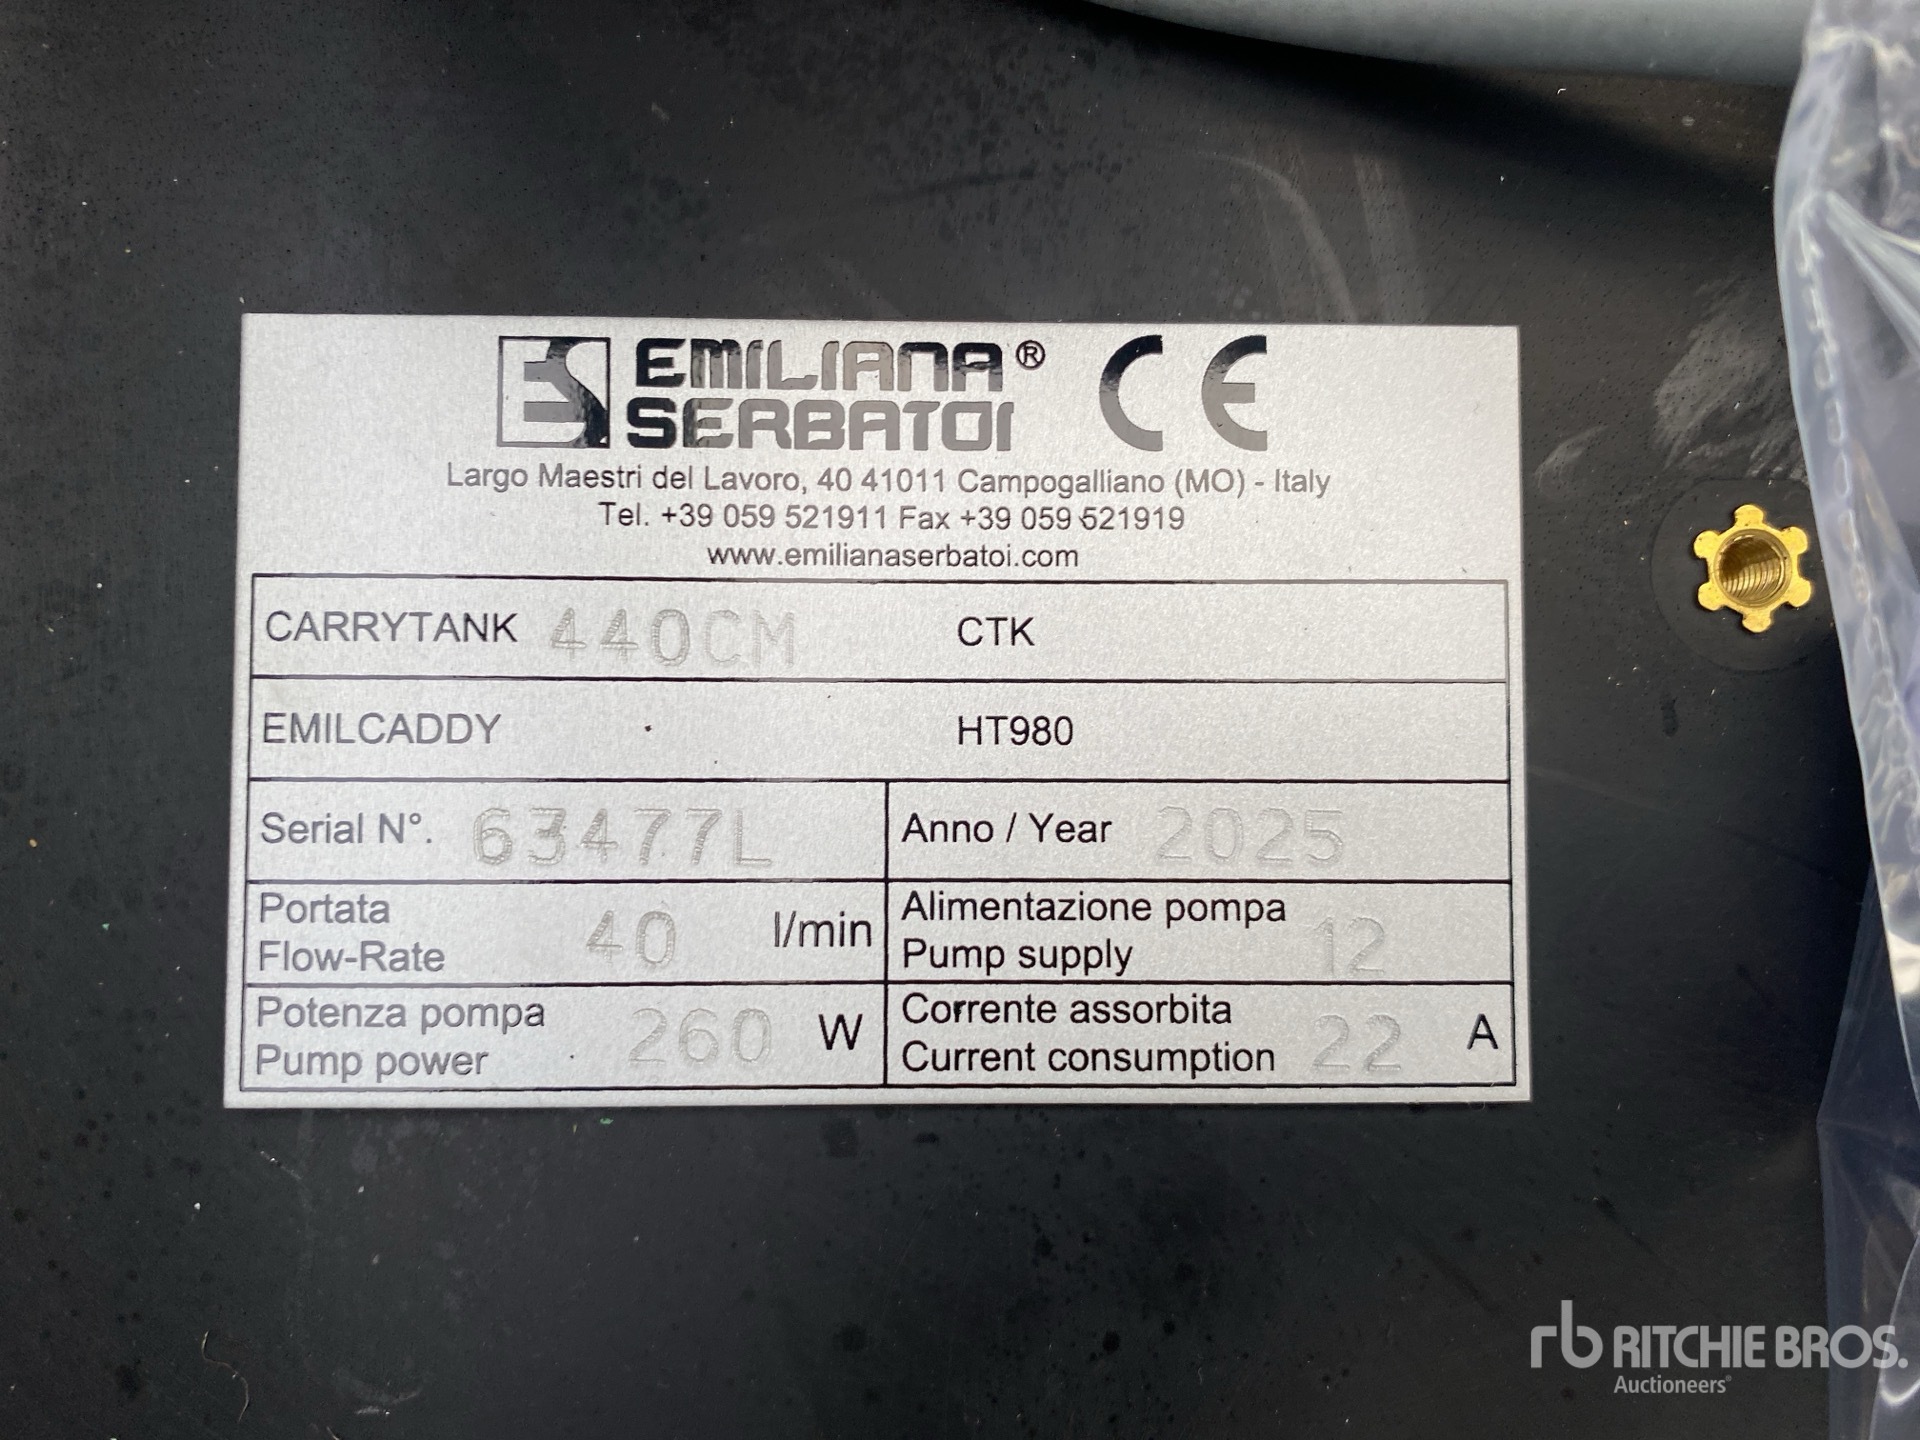 ES EMILIANA® CE
SERBATOI
Largo Maestri del Lavoro, 40 41011 Campogalliano (MO) - Italy
Tel. +39 059 521911 Fax +39 059 521919
www.emilianaserbatoi.com
CARRYTANK 440CM CTK
EMILCADDY HT980
Serial N°. 63477L Anno / Year 2025
Portata
Flow-Rate 40 l/min
Alimentazione pompa
Pump supply 12
Potenza pompa
Pump power 260 W
Corrente assorbita
Current consumption 22 A
rb RITCHIE BROS.
Auctioneers®